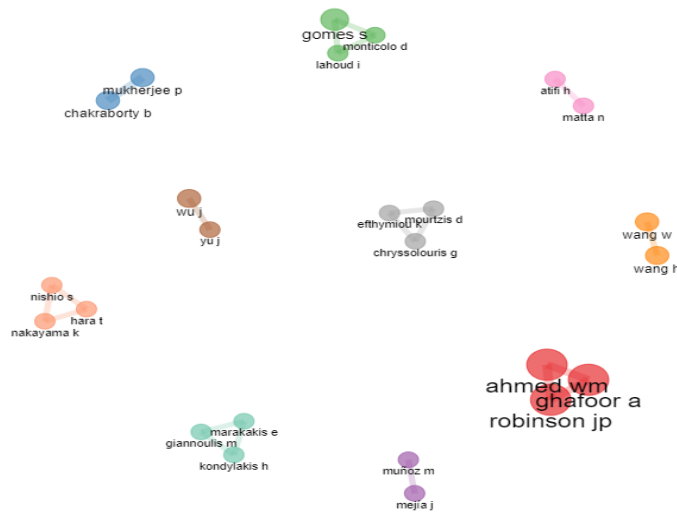 gomes s
monticolo d
lahoud i
mukherjee p
chakraborty b
atifi h
matta n
wu j
yu j
efthymiou k
mourtzis d
chryssolouris g
wang w
wang h
nishio s
hara t
nakayama k
ahmed wm
ghafoor a
robinson jp
marakakis e
giannoulis m
kondylakis h
muñoz m
mejia j